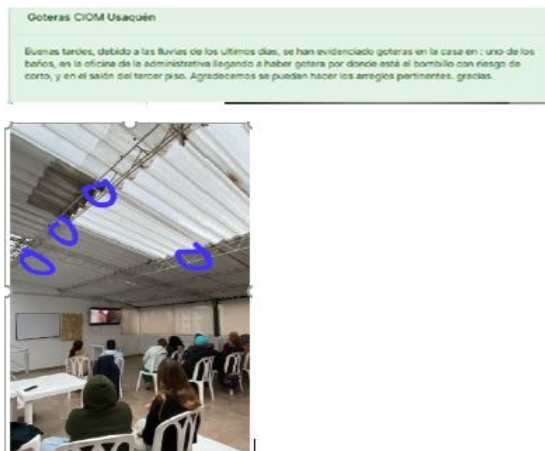 Goteras CIOM Usaquén
Buenas tardes, debido a las lluvias de los ultimos días, se han evidenciado goteras en la casa en : uno de los
baños, en la oficina de la administrativa llegando a haber gotera por donde está el bombillo con riesgo de
corto, y en el salón del tercer piso. Agradecemos se puedan hacer los arreglos pertinentes. gracias.